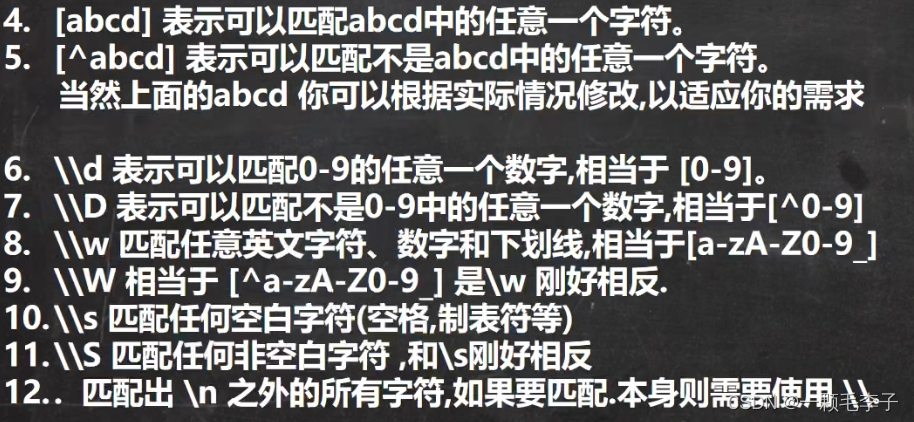 4. [abcd] 表示可以匹配abcd中的任意一个字符。
5. [^abcd] 表示可以匹配不是abcd中的任意一个字符。
当然上面的abcd 你可以根据实际情况修改,以适应你的需求
6. \\d 表示可以匹配0-9的任意一个数字,相当于 [0-9]。
7. \\D 表示可以匹配不是0-9中的任意一个数字,相当于[^0-9]
8. \\w 匹配任意英文字符、数字和下划线,相当于[a-zA-Z0-9_]
9. \\W 相当于 [^a-zA-Z0-9_] 是\w 刚好相反.
10. \\s 匹配任何空白字符(空格,制表符等)
11. \\S 匹配任何非空白字符 ,和\s刚好相反
12. . 匹配出 \n 之外的所有字符,如果要匹配.本身则需要使用 \\.
CSDN @一颗毛李子